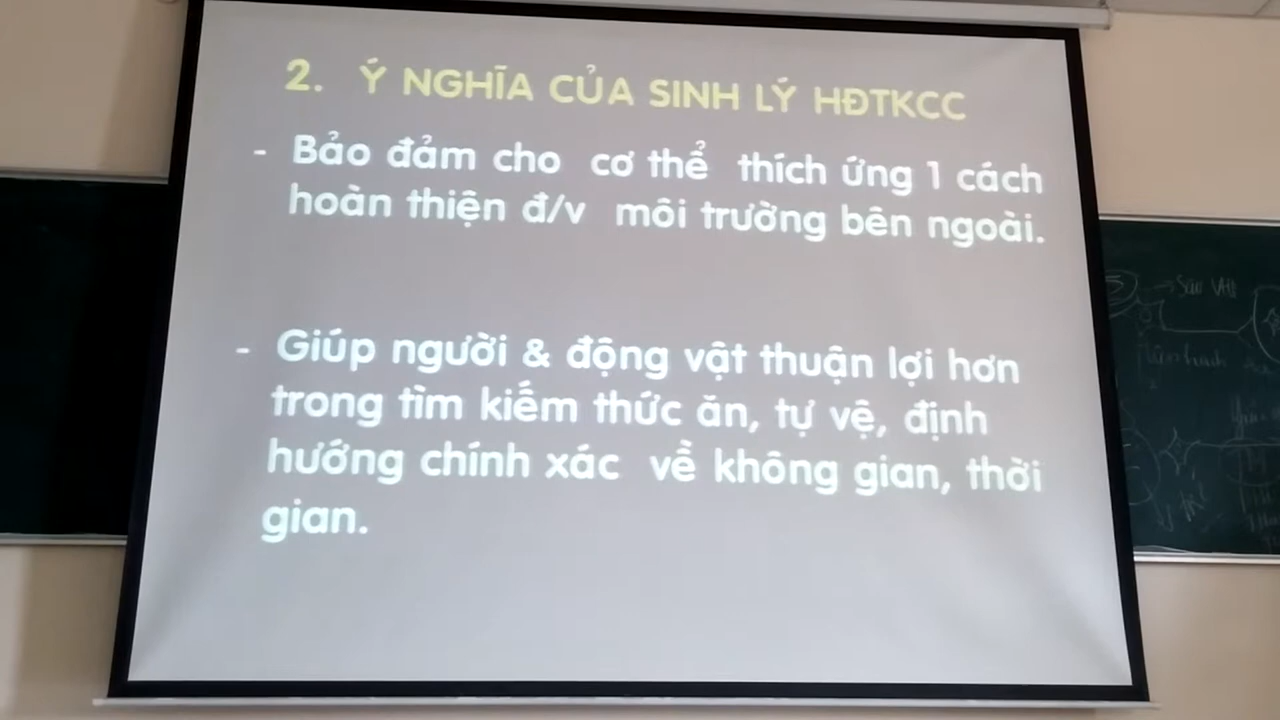 2. Ý NGHĨA CỦA SINH LÝ HĐTKCC
- Bảo đảm cho cơ thể thích ứng 1 cách
hoàn thiện đ/v môi trường bên ngoài.
- Giúp người & động vật thuận lợi hơn
trong tìm kiếm thức ăn, tự vệ, định
hướng chính xác về không gian, thời
gian.